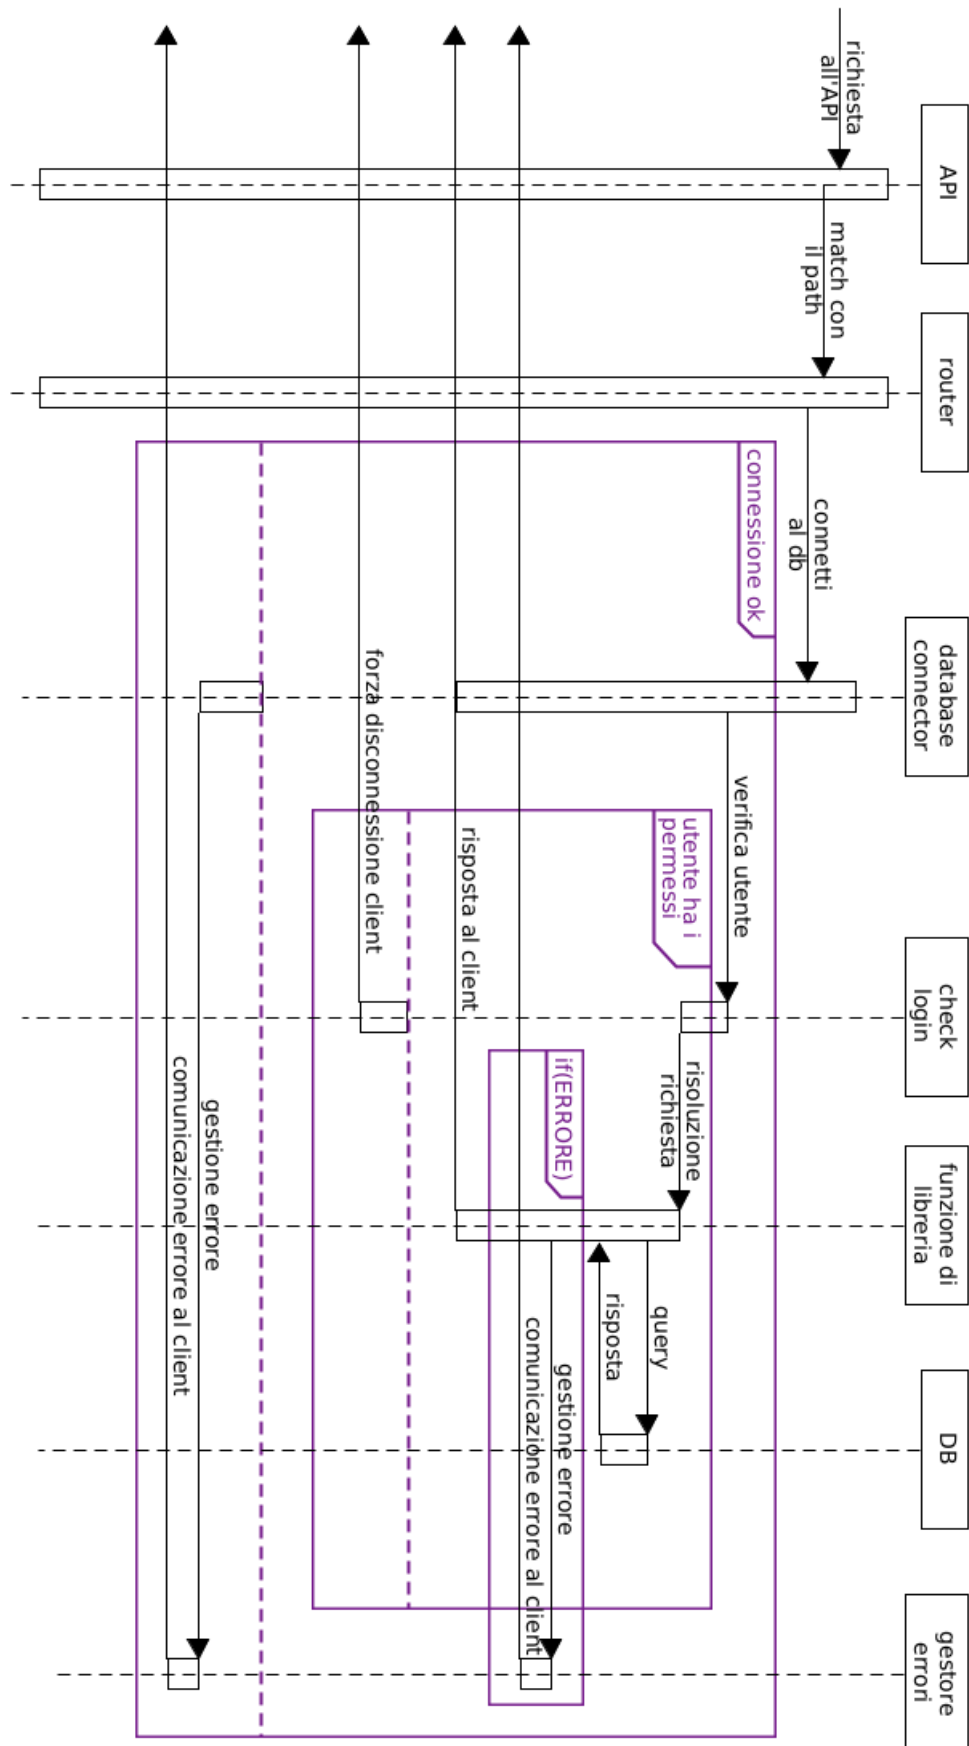 API
router
database
connector
check
login
funzione di
libreria
DB
gestore
errori
richiesta
all'API
match con
il path
connetti
al db
connessione ok
verifica utente
utente ha i
permessi
risoluzione
richiesta
query
risposta
if(ERRORE)
gestione errore
comunicazione errore al client
risposta al client
forza disconnessione client
gestione errore
comunicazione errore al client